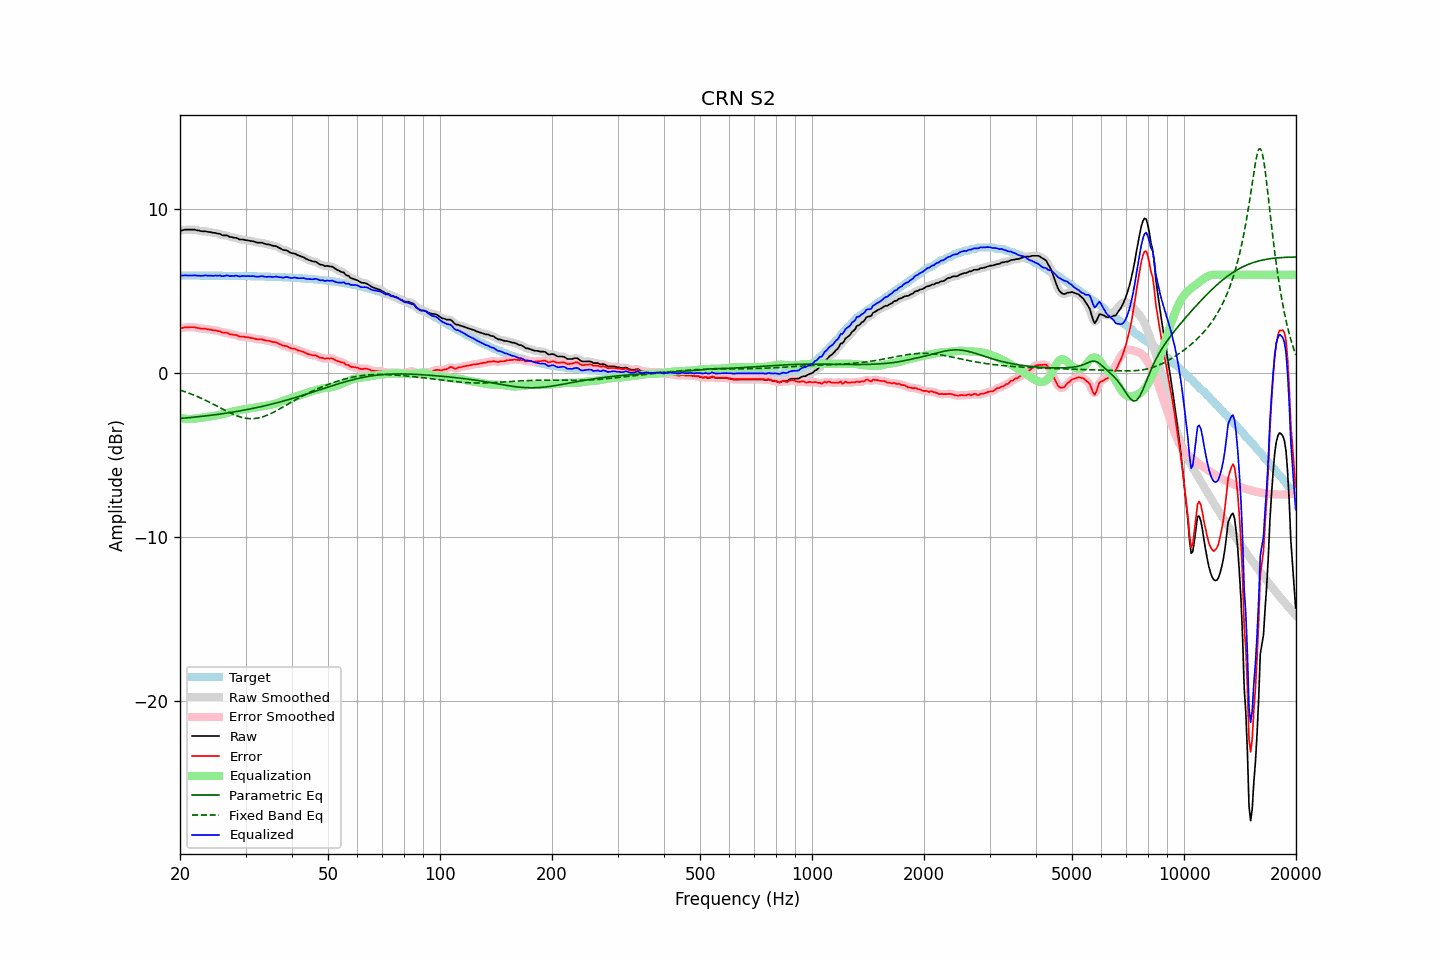 CRN S2
Amplitude (dBr)
10
0
−10
−20
Target
Raw Smoothed
Error Smoothed
Raw
Error
Equalization
Parametric Eq
Fixed Band Eq
Equalized
20 50 100 200 500 1000 2000 5000 10000 20000
Frequency (Hz)